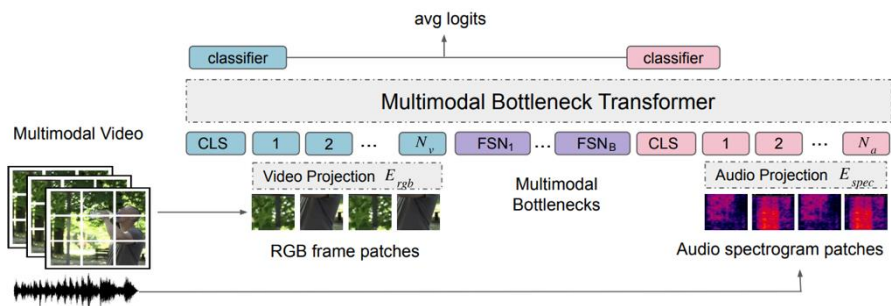 avg logits
classifier
classifier
Multimodal Bottleneck Transformer
Multimodal Video
CLS 1 2 ... N_v FSN₁ ... FSN_B CLS 1 2 ... N_a
Video Projection E_rgb
Multimodal
Bottlenecks
Audio Projection E_spec
RGB frame patches
Audio spectrogram patches